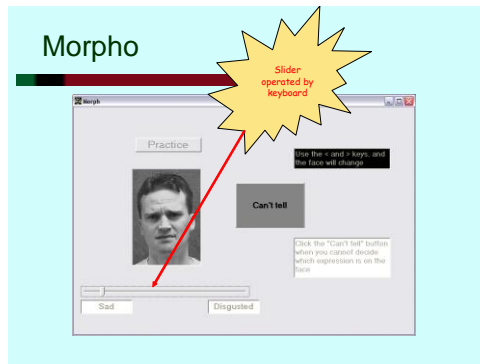 Morpho
Slider
operated by
keyboard
Morph
Practice
Use the < and > keys, and
the face will change
Can't tell
Click the "Can't tell" button
when you cannot decide
which expression is on the
face
Sad
Disgusted